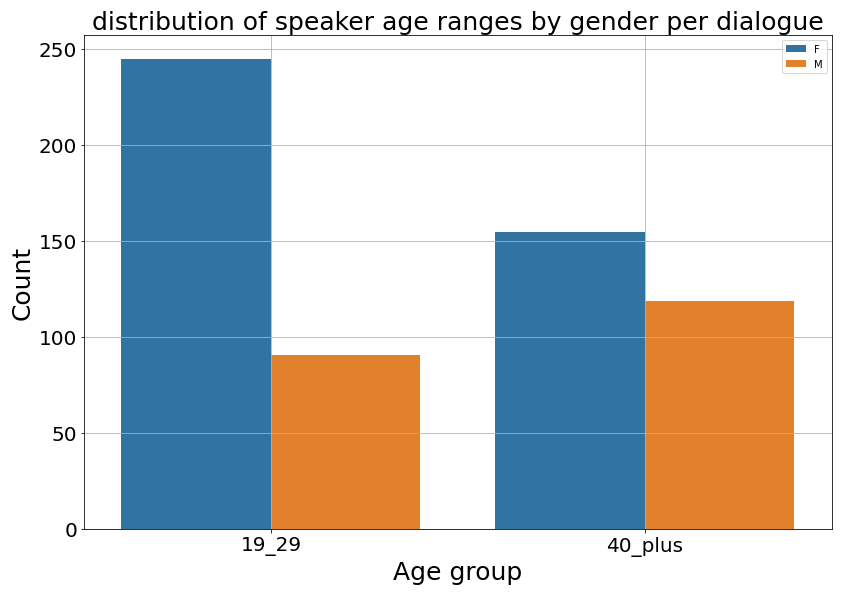 distribution of speaker age ranges by gender per dialogue
F
M
250
200
150
100
50
0
Count
19_29
40_plus
Age group